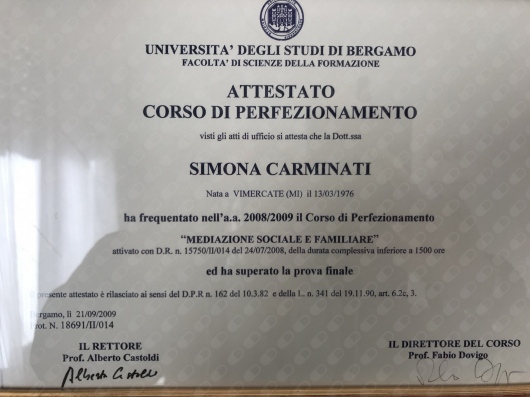 UNIVERSITA' DEGLI STUDI DI BERGAMO
FACOLTA' DI SCIENZE DELLA FORMAZIONE
ATTESTATO
CORSO DI PERFEZIONAMENTO
visti gli atti di ufficio si attesta che la Dott.ssa
SIMONA CARMINATI
Nata a VIMERCATE (MI) il 13/03/1976
ha frequentato nell'a.a. 2008/2009 il Corso di Perfezionamento
"MEDIAZIONE SOCIALE E FAMILIARE"
attivato con D.R. n. 15750/II/014 del 24/07/2008, della durata complessiva inferiore a 1500 ore
ed ha superato la prova finale
Il presente attestato è rilasciato ai sensi del D.P.R n. 162 del 10.3.82 e della L. n. 341 del 19.11.90, art. 6.2c, 3.
Bergamo, lì 21/09/2009
Prot. N. 18691/II/014
IL RETTORE
Prof. Alberto Castoldi
Alberto Castoldi
IL DIRETTORE DEL CORSO
Prof. Fabio Dovigo